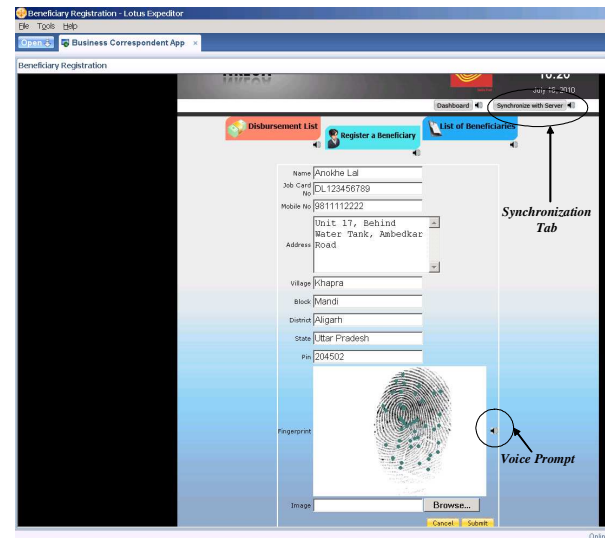 Beneficiary Registration - Lotus Expeditor
File Tools Help
Open Business Correspondent App ×
Beneficiary Registration
10:20
July 16, 2010
Dashboard Synchronize with Server
Disbursement List Register a Beneficiary List of Beneficiaries
Synchronization
Tab
Name Anokhe Lal
Job Card No DL123456789
Mobile No 9811112222
Address Unit 17, Behind
Water Tank, Ambedkar
Road
Village Khapra
Block Mandi
District Aligarh
State Uttar Pradesh
Pin 204502
Fingerprint
Voice Prompt
Image Browse...
Cancel Submit